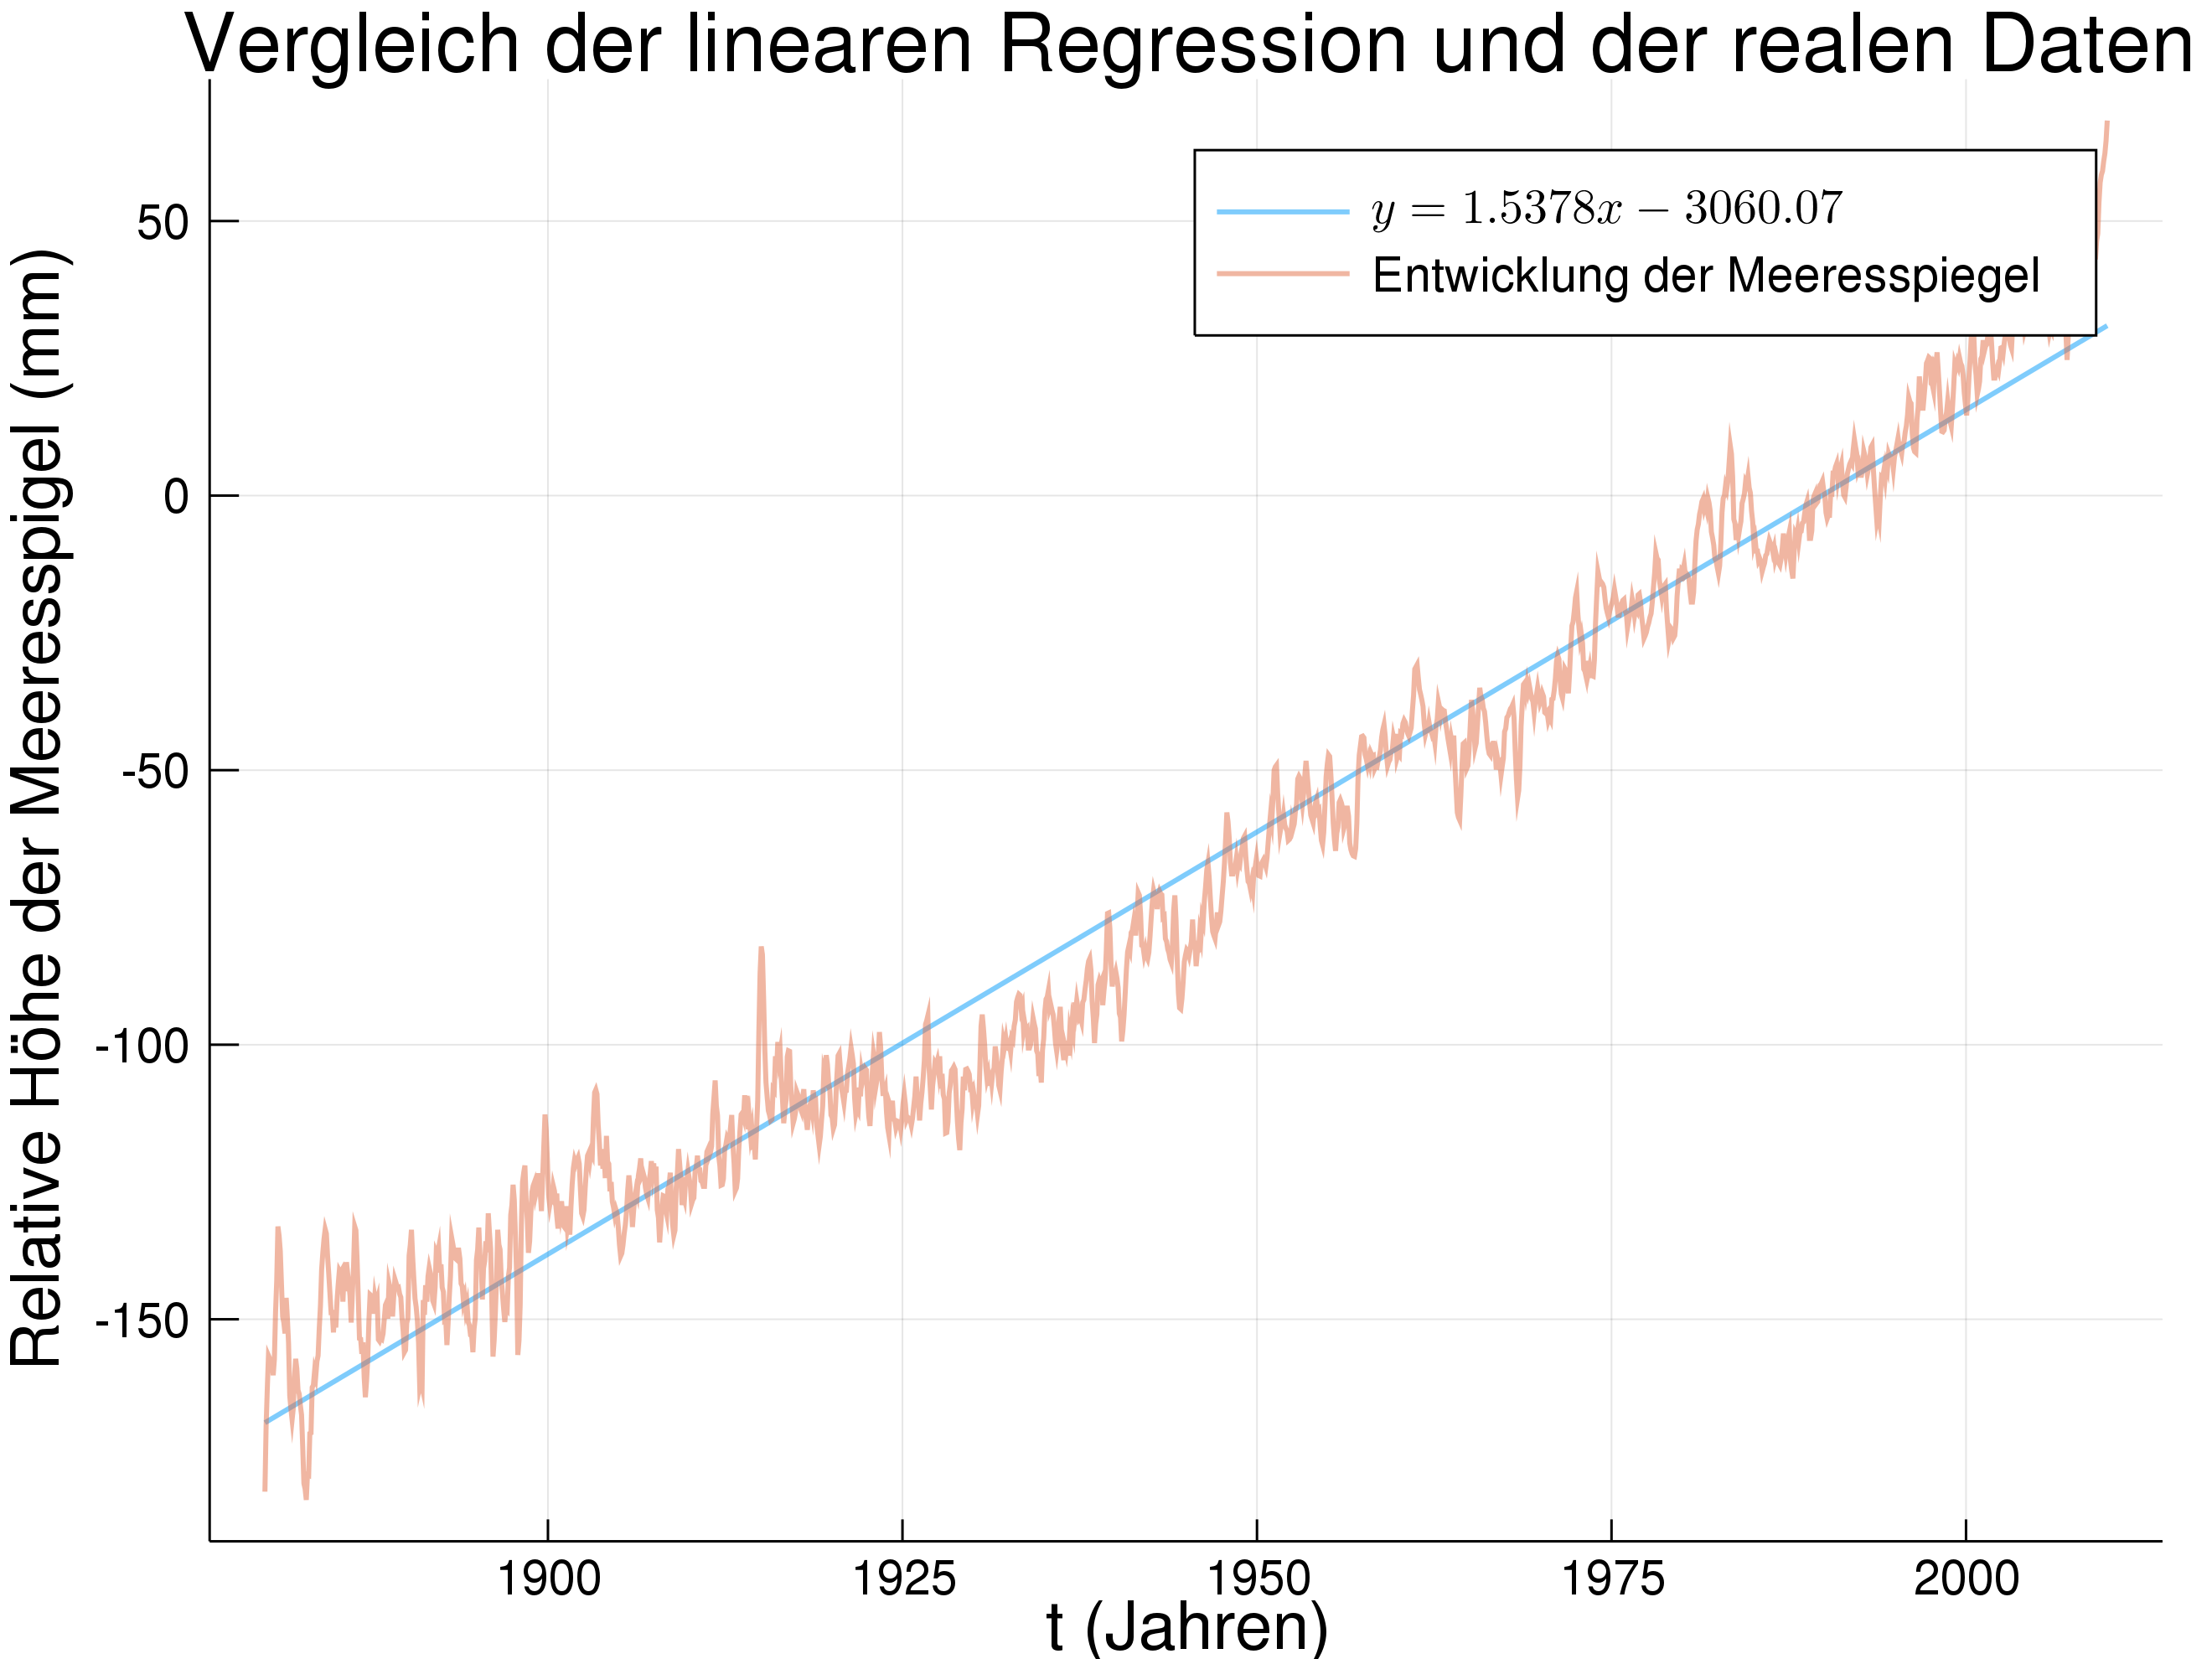 Vergleich der linearen Regression und der realen Daten
y = 1.5378x − 3060.07
Entwicklung der Meeresspiegel
Relative Höhe der Meeresspigel (mm)
50
0
-50
-100
-150
1900 1925 1950 1975 2000
t (Jahren)